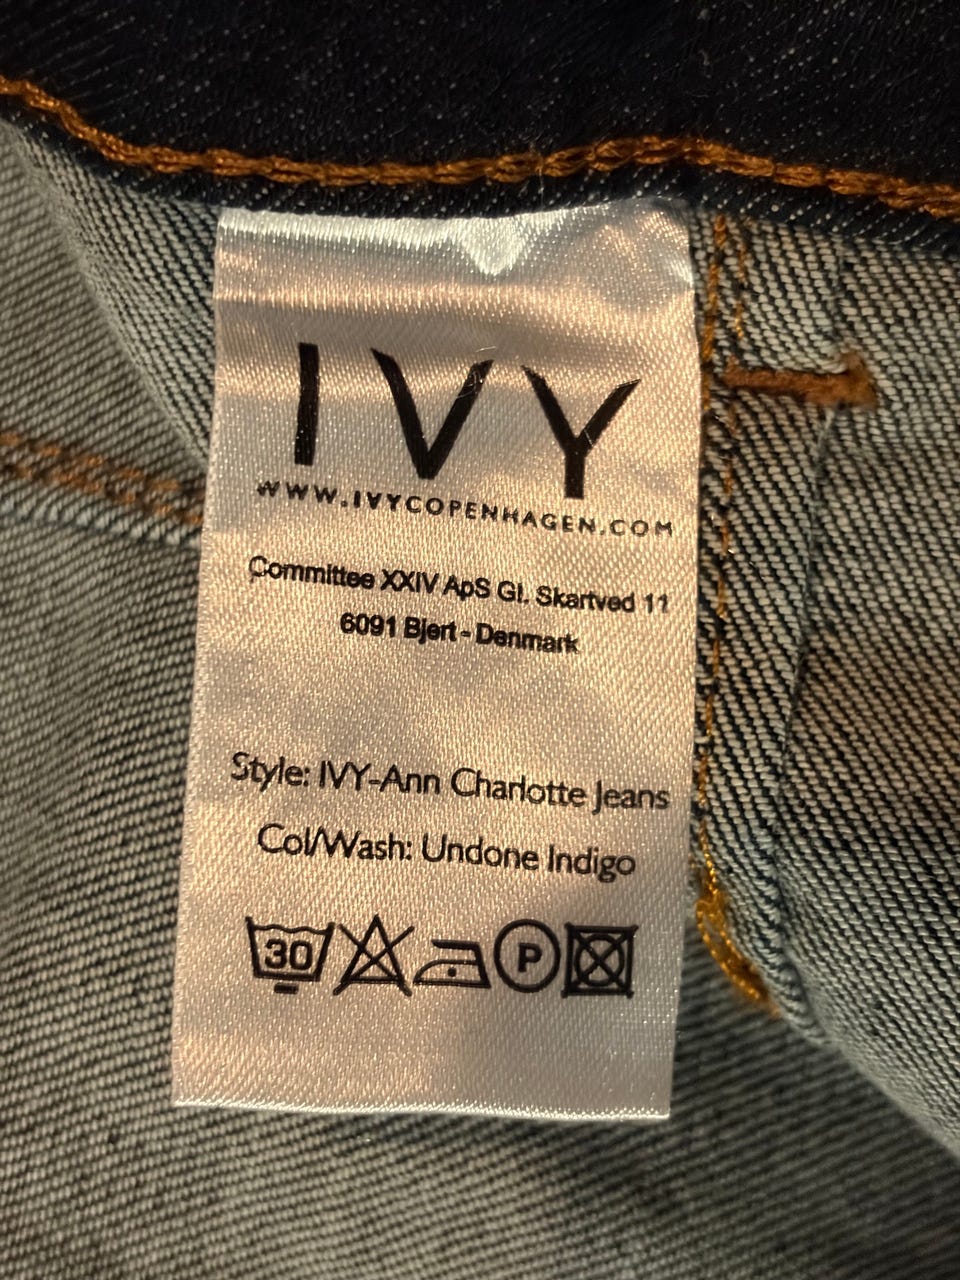 IVY
WWW.IVYCOPENHAGEN.COM
Committee XXIV ApS Gl. Skartved 11
6091 Bjert - Denmark
Style: IVY-Ann Charlotte Jeans
Col/Wash: Undone Indigo
30 P